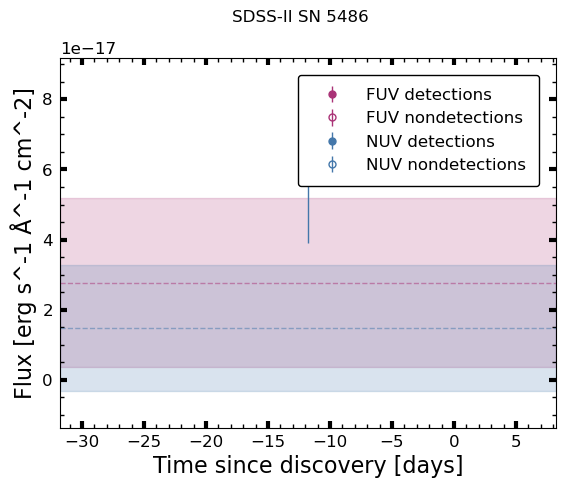 SDSS-II SN 5486
1e−17
FUV detections
FUV nondetections
NUV detections
NUV nondetections
8
6
4
2
0
Flux [erg s^-1 Å^-1 cm^-2]
−30 −25 −20 −15 −10 −5 0 5
Time since discovery [days]